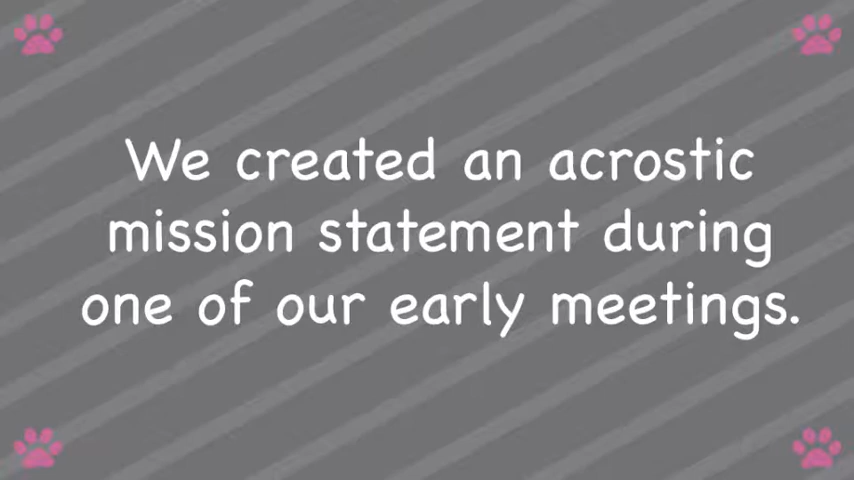 We created an acrostic
mission statement during
one of our early meetings.